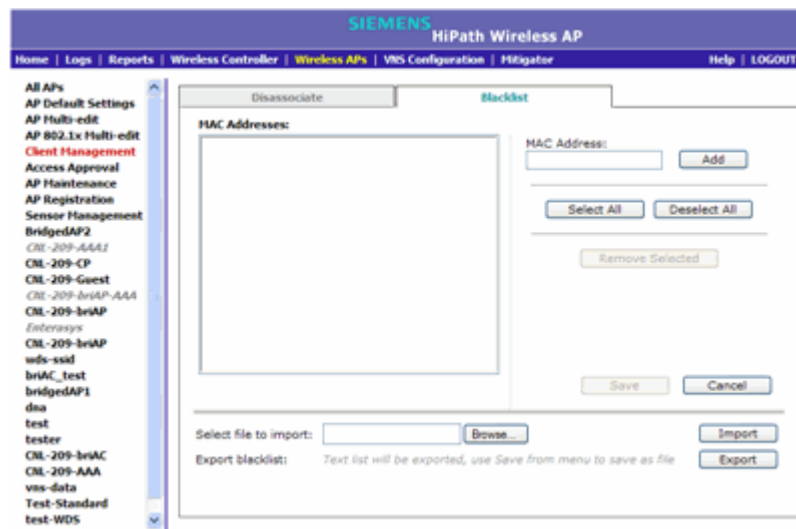 SIEMENS
HiPath Wireless AP
Home | Logs | Reports | Wireless Controller | Wireless APs | VNS Configuration | Mitigator Help | LOGOUT
All APs
AP Default Settings
AP Multi-edit
AP 802.1x Multi-edit
Client Management
Access Approval
AP Maintenance
AP Registration
Sensor Management
BridgedAP2
CNL-209-AAA1
CNL-209-CP
CNL-209-Guest
CNL-209-briAP-AAA
CNL-209-briAP
Enterasys
CNL-209-briAP
wds-ssid
briAC_test
bridgedAP1
dna
test
tester
CNL-209-briAC
CNL-209-AAA
vns-data
Test-Standard
test-WDS
Disassociate
Blacklist
MAC Addresses:
MAC Address:
Add
Select All
Deselect All
Remove Selected
Save
Cancel
Select file to import:
Browse...
Import
Export blacklist:
Text list will be exported, use Save from menu to save as file
Export